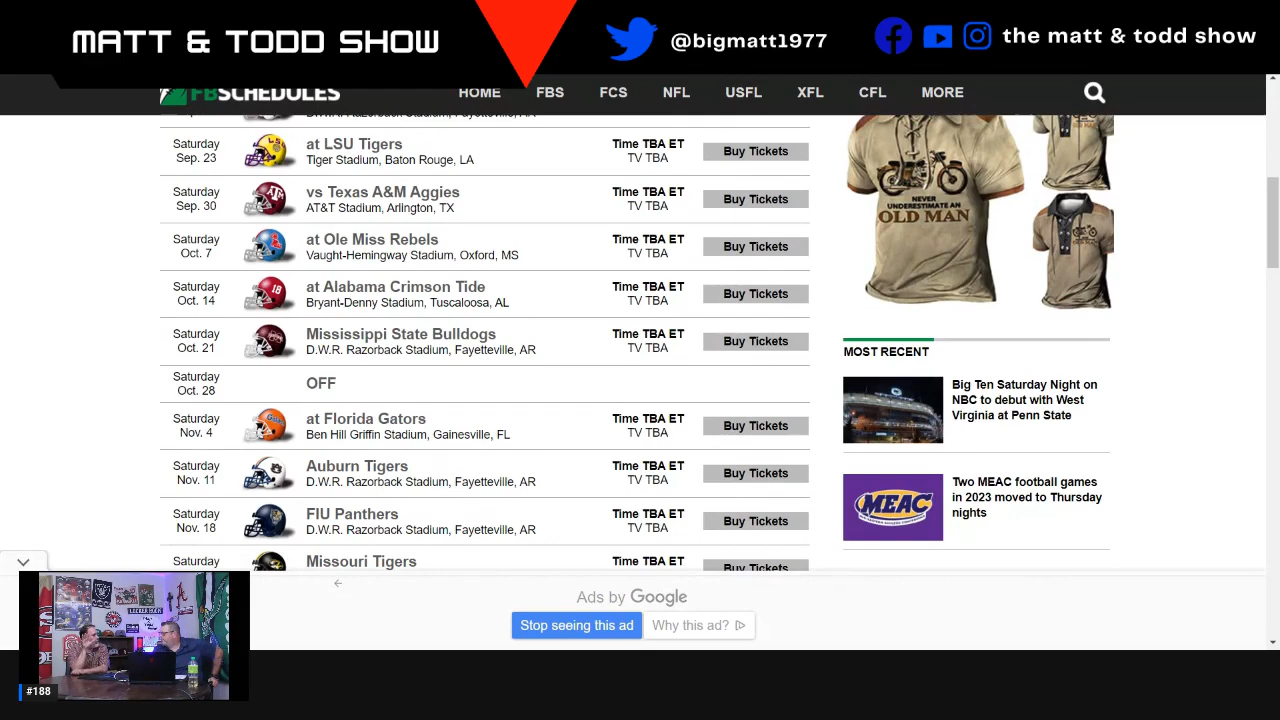 MATT & TODD SHOW
@bigmatt1977
the matt & todd show
FBSCHEDULES
HOME FBS FCS NFL USFL XFL CFL MORE
Saturday
Sep. 23
at LSU Tigers
Tiger Stadium, Baton Rouge, LA
Time TBA ET
TV TBA
Buy Tickets
Saturday
Sep. 30
vs Texas A&M Aggies
AT&T Stadium, Arlington, TX
Time TBA ET
TV TBA
Buy Tickets
Saturday
Oct. 7
at Ole Miss Rebels
Vaught-Hemingway Stadium, Oxford, MS
Time TBA ET
TV TBA
Buy Tickets
Saturday
Oct. 14
at Alabama Crimson Tide
Bryant-Denny Stadium, Tuscaloosa, AL
Time TBA ET
TV TBA
Buy Tickets
Saturday
Oct. 21
Mississippi State Bulldogs
D.W.R. Razorback Stadium, Fayetteville, AR
Time TBA ET
TV TBA
Buy Tickets
Saturday
Oct. 28
OFF
Saturday
Nov. 4
at Florida Gators
Ben Hill Griffin Stadium, Gainesville, FL
Time TBA ET
TV TBA
Buy Tickets
Saturday
Nov. 11
Auburn Tigers
D.W.R. Razorback Stadium, Fayetteville, AR
Time TBA ET
TV TBA
Buy Tickets
Saturday
Nov. 18
FIU Panthers
D.W.R. Razorback Stadium, Fayetteville, AR
Time TBA ET
TV TBA
Buy Tickets
Saturday
Missouri Tigers
Time TBA ET
Buy Tickets
NEVER
UNDERESTIMATE AN
OLD MAN
MOST RECENT
Big Ten Saturday Night on
NBC to debut with West
Virginia at Penn State
MEAC
Two MEAC football games
in 2023 moved to Thursday
nights
Ads by Google
Stop seeing this ad
Why this ad?
#188